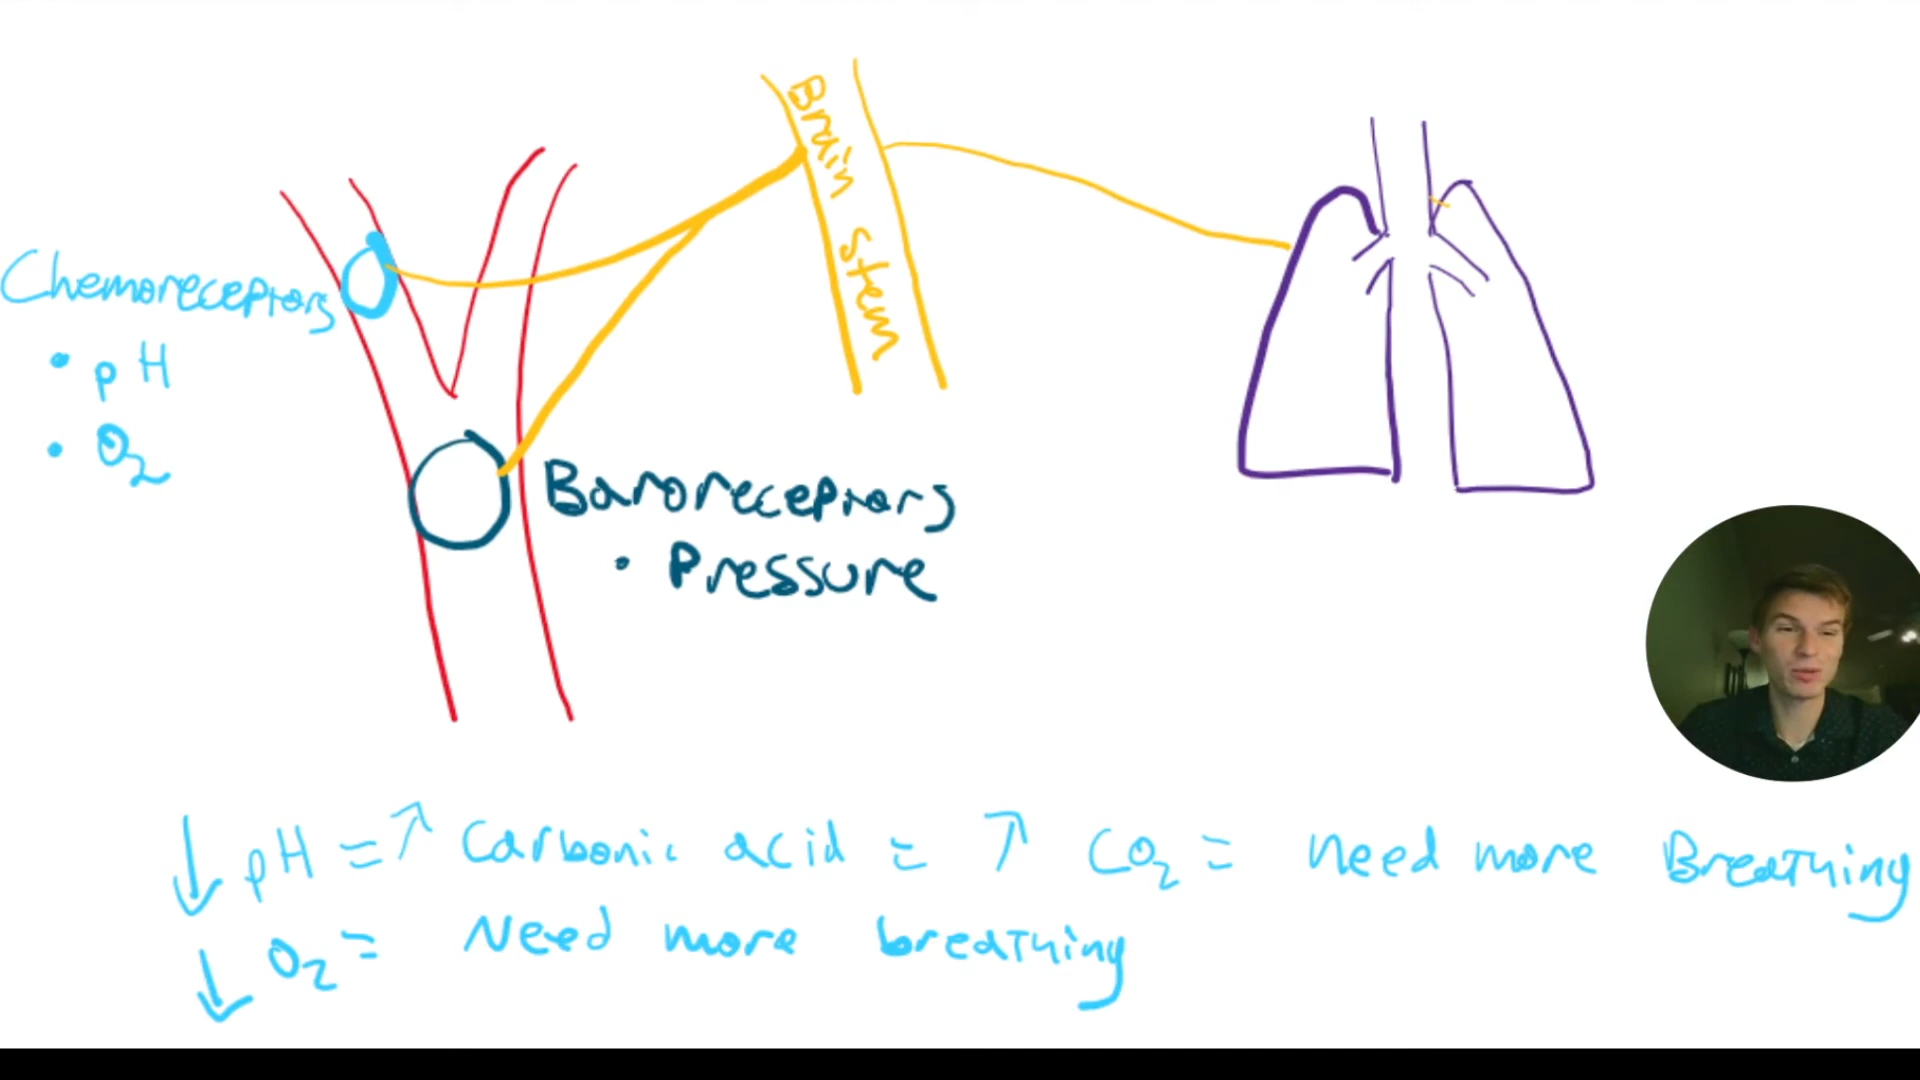 Brain Stem
Chemoreceptors
• pH
• O2
Baroreceptors
• Pressure
↓ pH = ↑ Carbonic acid = ↑ CO2 = Need more Breathing
↓ O2 = Need more breathing